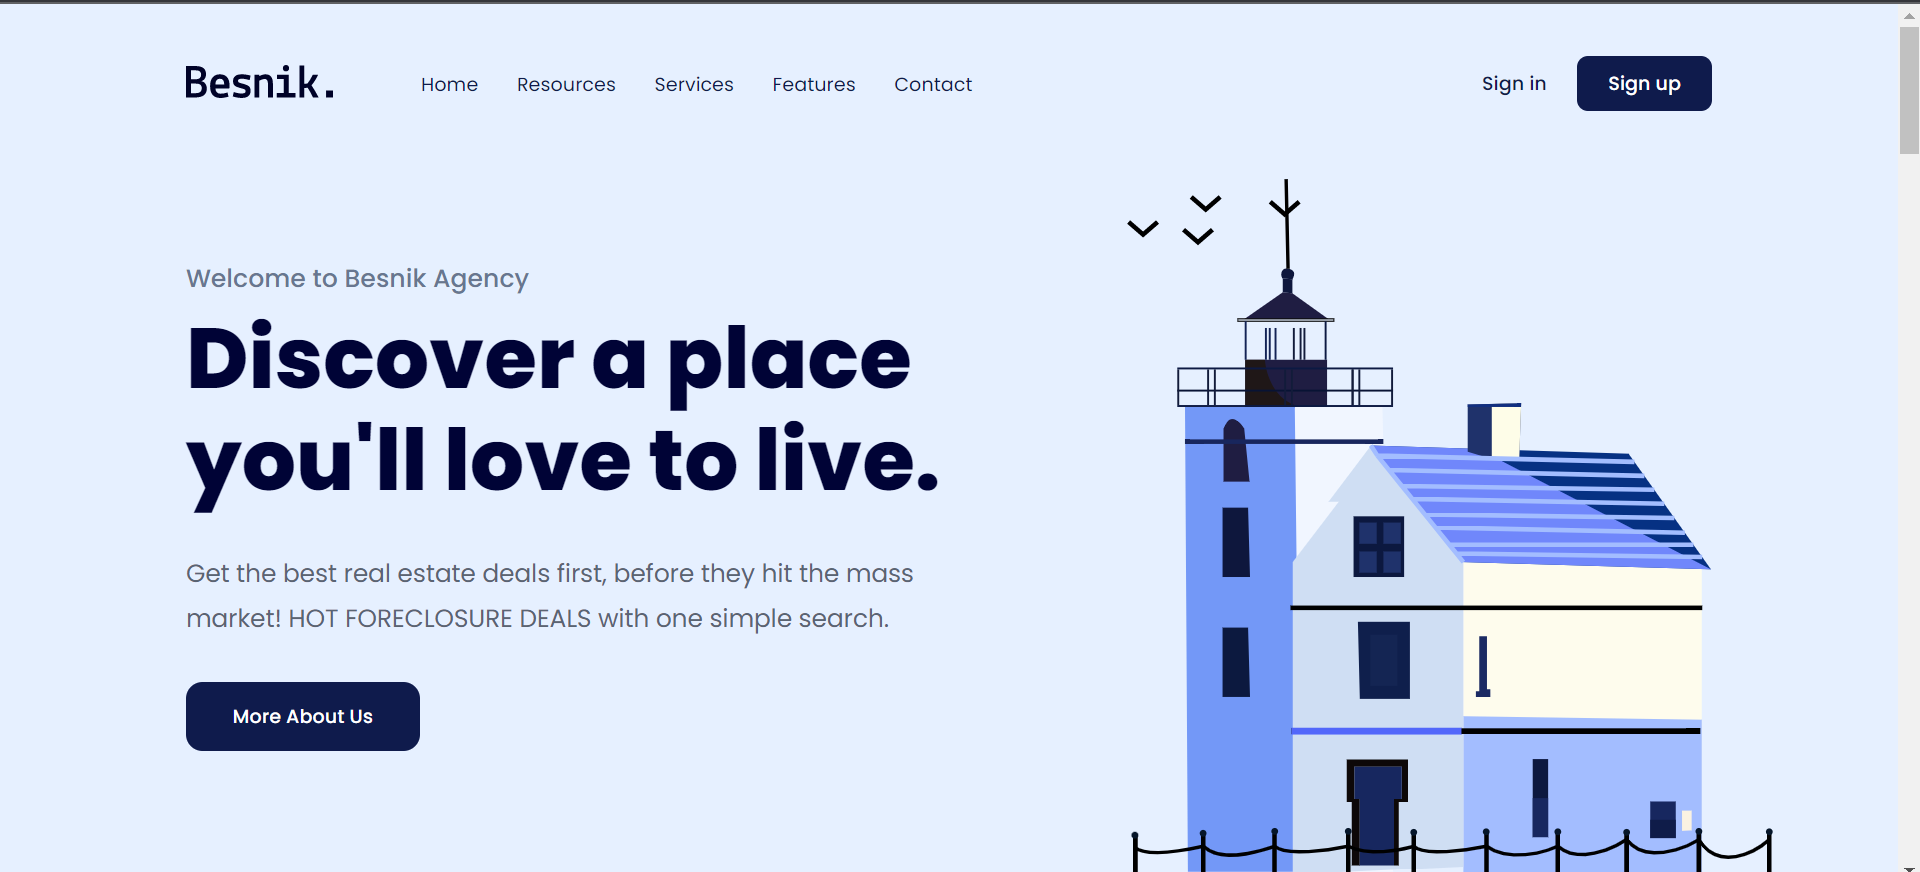 Besnik.
Home Resources Services Features Contact
Sign in Sign up
Welcome to Besnik Agency
Discover a place
you'll love to live.
Get the best real estate deals first, before they hit the mass
market! HOT FORECLOSURE DEALS with one simple search.
More About Us